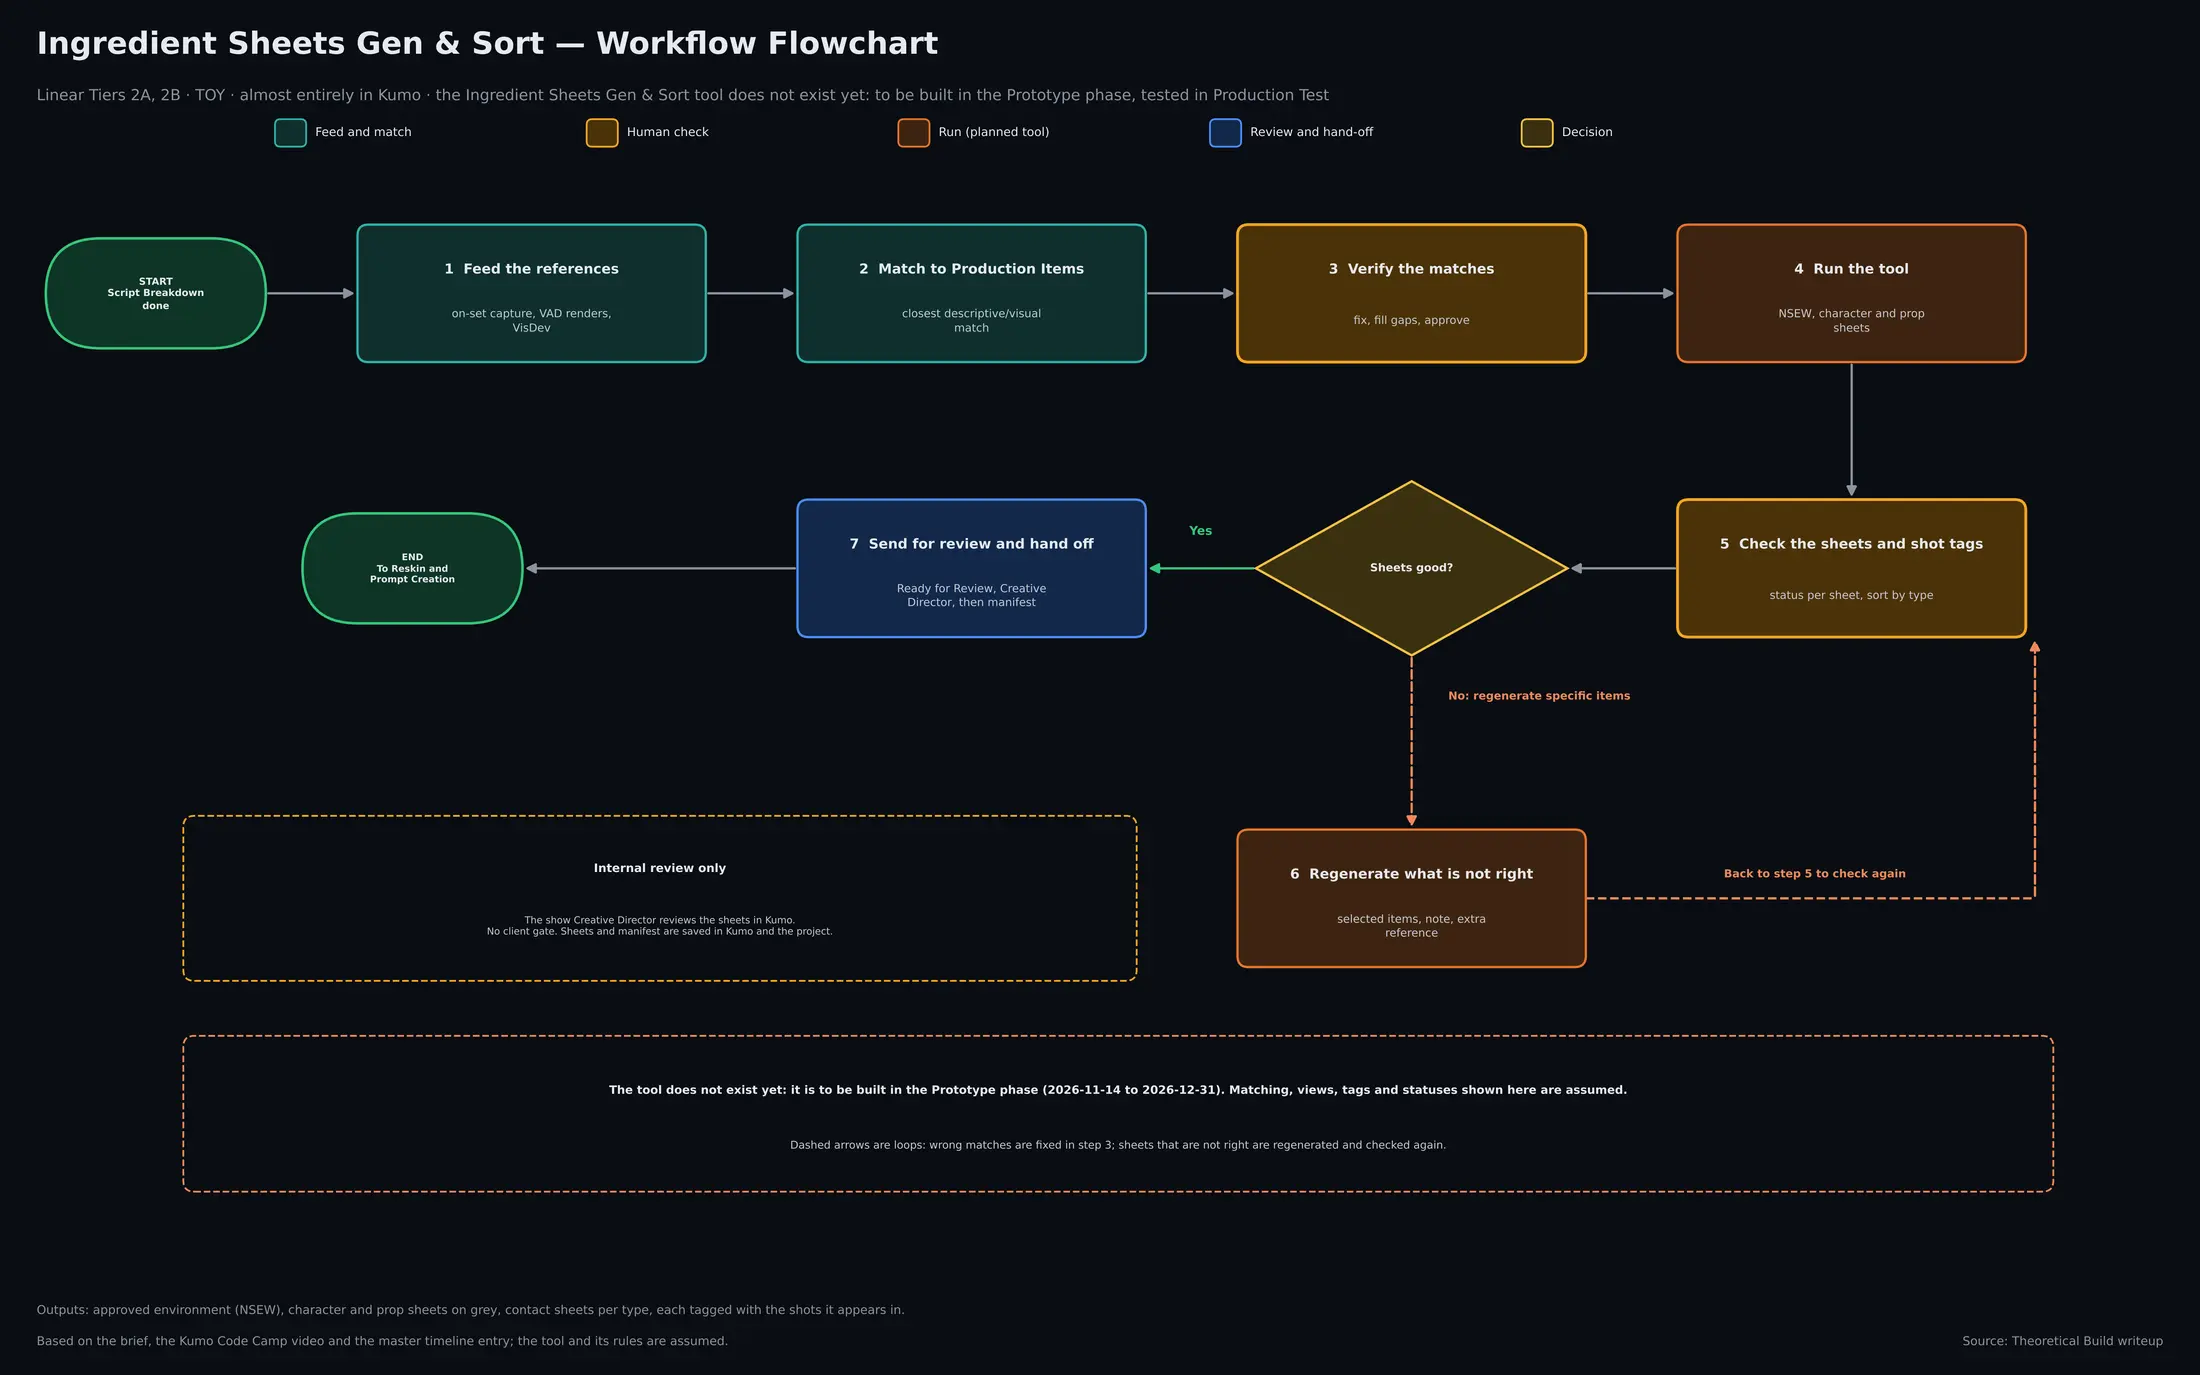 Ingredient Sheets Gen & Sort — Workflow Flowchart
Linear Tiers 2A, 2B · TOY · almost entirely in Kumo · the Ingredient Sheets Gen & Sort tool does not exist yet: to be built in the Prototype phase, tested in Production Test
Feed and match
Human check
Run (planned tool)
Review and hand-off
Decision
START
Script Breakdown
done
1 Feed the references
on-set capture, VAD renders,
VisDev
2 Match to Production Items
closest descriptive/visual
match
3 Verify the matches
fix, fill gaps, approve
4 Run the tool
NSEW, character and prop
sheets
5 Check the sheets and shot tags
status per sheet, sort by type
Sheets good?
Yes
7 Send for review and hand off
Ready for Review, Creative
Director, then manifest
END
To Reskin and
Prompt Creation
No: regenerate specific items
6 Regenerate what is not right
selected items, note, extra
reference
Back to step 5 to check again
Internal review only
The show Creative Director reviews the sheets in Kumo.
No client gate. Sheets and manifest are saved in Kumo and the project.
The tool does not exist yet: it is to be built in the Prototype phase (2026-11-14 to 2026-12-31). Matching, views, tags and statuses shown here are assumed.
Dashed arrows are loops: wrong matches are fixed in step 3; sheets that are not right are regenerated and checked again.
Outputs: approved environment (NSEW), character and prop sheets on grey, contact sheets per type, each tagged with the shots it appears in.
Based on the brief, the Kumo Code Camp video and the master timeline entry; the tool and its rules are assumed.
Source: Theoretical Build writeup